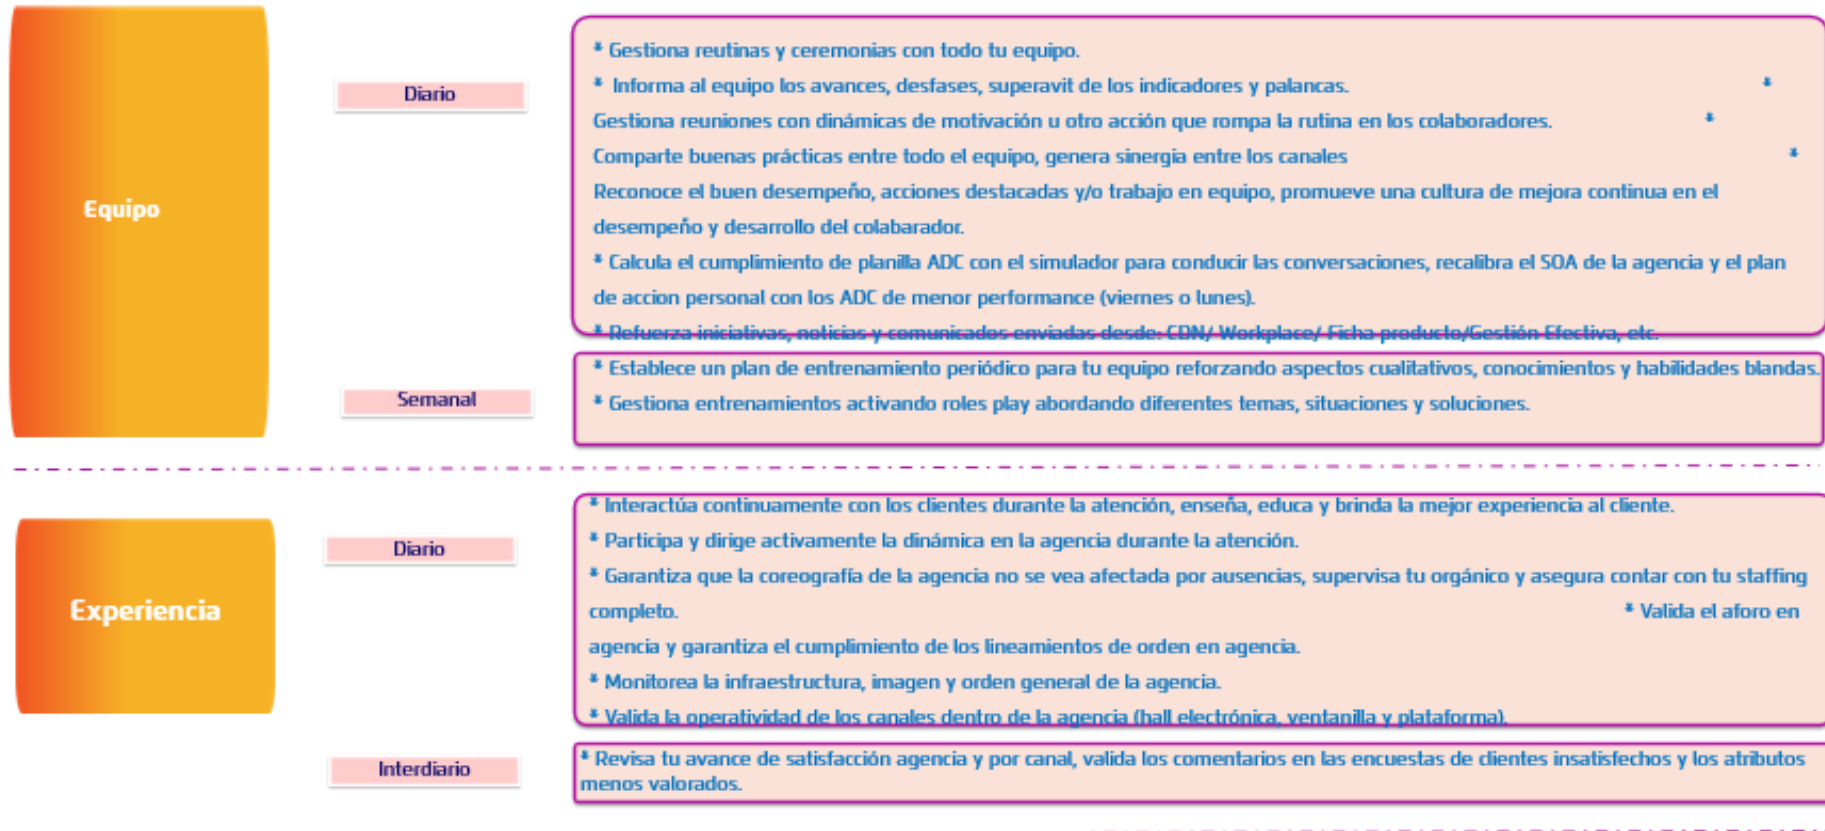 Equipo
Diario
* Gestiona reutinas y ceremonias con todo tu equipo.
* Informa al equipo los avances, desfases, superavit de los indicadores y palancas. *
Gestiona reuniones con dinámicas de motivación u otro acción que rompa la rutina en los colaboradores. *
Comparte buenas prácticas entre todo el equipo, genera sinergia entre los canales *
Reconoce el buen desempeño, acciones destacadas y/o trabajo en equipo, promueve una cultura de mejora continua en el
desempeño y desarrollo del colabarador.
* Calcula el cumplimiento de planilla ADC con el simulador para conducir las conversaciones, recalibra el SOA de la agencia y el plan
de accion personal con los ADC de menor performance (viernes o lunes).
* Refuerza iniciativas, noticias y comunicados enviadas desde: CDN/ Workplace/ Ficha producto/Gestión Efectiva, etc.
Semanal
* Establece un plan de entrenamiento periódico para tu equipo reforzando aspectos cualitativos, conocimientos y habilidades blandas.
* Gestiona entrenamientos activando roles play abordando diferentes temas, situaciones y soluciones.
Experiencia
Diario
* Interactúa continuamente con los clientes durante la atención, enseña, educa y brinda la mejor experiencia al cliente.
* Participa y dirige activamente la dinámica en la agencia durante la atención.
* Garantiza que la coreografía de la agencia no se vea afectada por ausencias, supervisa tu orgánico y asegura contar con tu staffing
completo. * Valida el aforo en
agencia y garantiza el cumplimiento de los lineamientos de orden en agencia.
* Monitorea la infraestructura, imagen y orden general de la agencia.
* Valida la operatividad de los canales dentro de la agencia (hall electrónica, ventanilla y plataforma).
Interdiario
* Revisa tu avance de satisfacción agencia y por canal, valida los comentarios en las encuestas de clientes insatisfechos y los atributos
menos valorados.